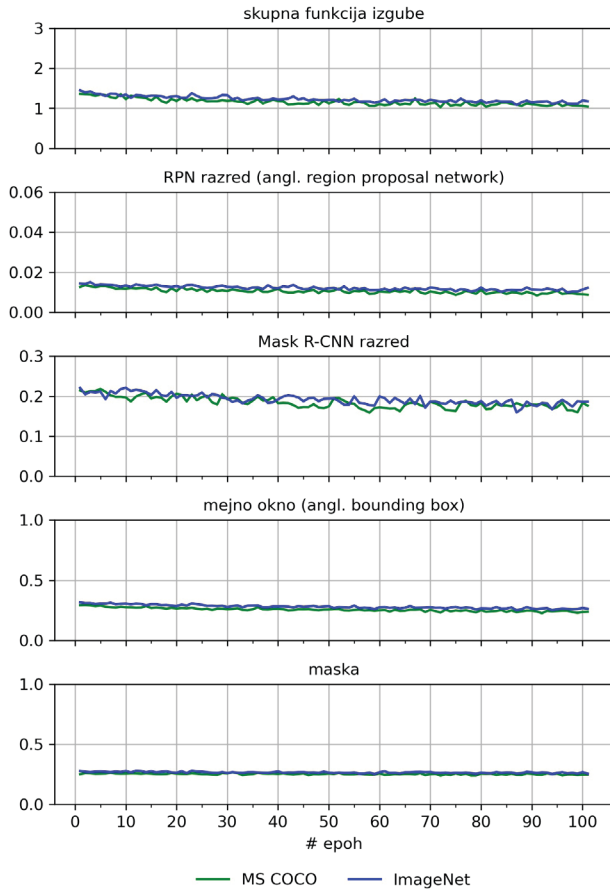 skupna funkcija izgube
3
2
1
0
RPN razred (angl. region proposal network)
0.06
0.04
0.02
0.00
Mask R-CNN razred
0.3
0.2
0.1
0.0
mejno okno (angl. bounding box)
1.0
0.5
0.0
maska
1.0
0.5
0.0
0 10 20 30 40 50 60 70 80 90 100
# epoh
MS COCO ImageNet